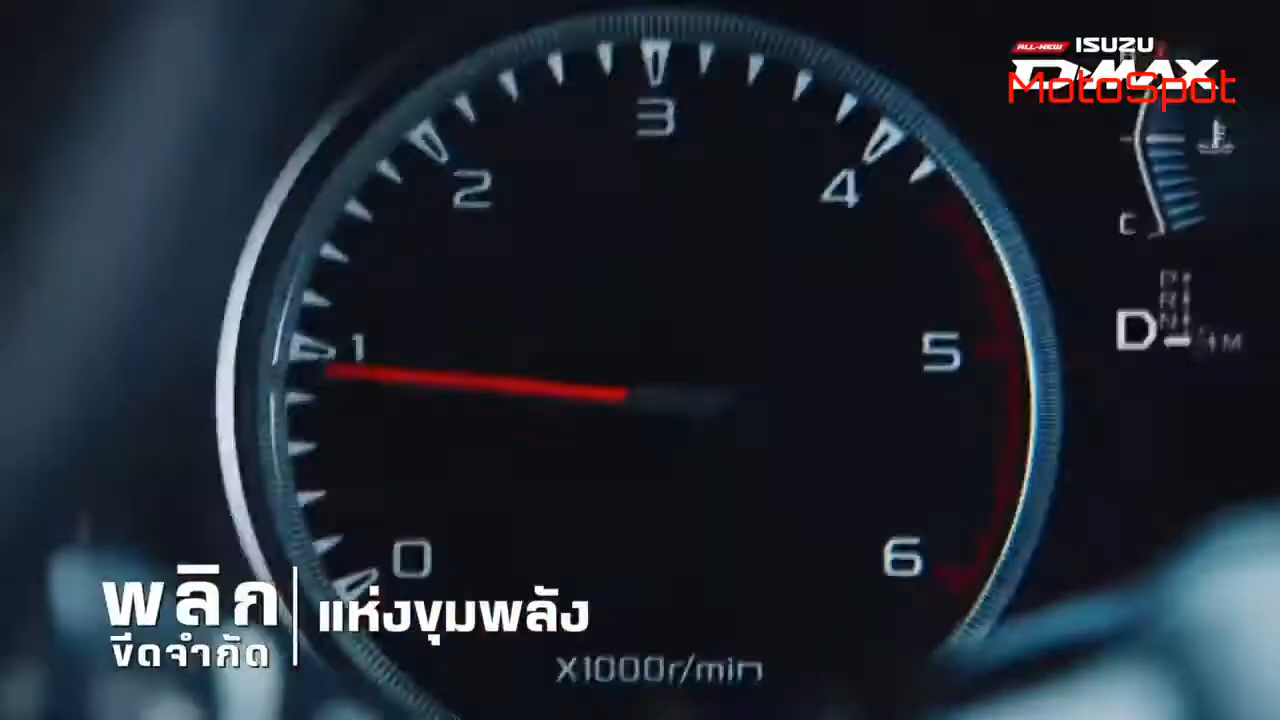 ALL-NEW ISUZU
D-MAX
MotoSpot
3
2
4
C
P
R
N
D
M
1
5
0
6
พลิก
ขีดจำกัด
แห่งขุมพลัง
X1000r/min